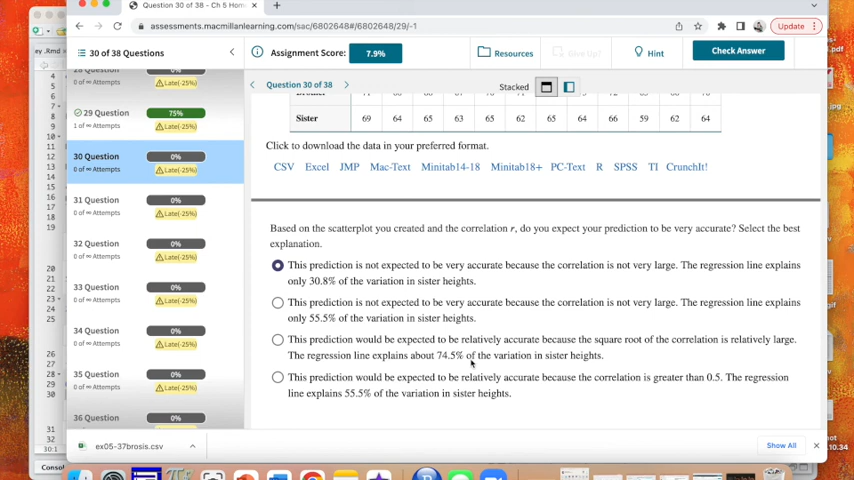 Question 30 of 38 - Ch 5 Hom
assessments.macmillanlearning.com/sac/6802648#/6802648/29/-1
Update
30 of 38 Questions
Assignment Score:
7.9%
Resources
Give Up?
Hint
Check Answer
28 Question
0%
0 of ∞ Attempts
Late(-25%)
29 Question
75%
1 of ∞ Attempts
Late(-25%)
30 Question
0%
0 of ∞ Attempts
Late(-25%)
31 Question
0%
0 of ∞ Attempts
Late(-25%)
32 Question
0%
0 of ∞ Attempts
Late(-25%)
33 Question
0%
0 of ∞ Attempts
Late(-25%)
34 Question
0%
0 of ∞ Attempts
Late(-25%)
35 Question
0%
0 of ∞ Attempts
Late(-25%)
36 Question
0%
Question 30 of 38
Stacked
Sister 69 64 65 63 65 62 65 64 66 59 62 64
Click to download the data in your preferred format.
CSV Excel JMP Mac-Text Minitab14-18 Minitab18+ PC-Text R SPSS TI CrunchIt!
Based on the scatterplot you created and the correlation r, do you expect your prediction to be very accurate? Select the best
explanation.
This prediction is not expected to be very accurate because the correlation is not very large. The regression line explains
only 30.8% of the variation in sister heights.
This prediction is not expected to be very accurate because the correlation is not very large. The regression line explains
only 55.5% of the variation in sister heights.
This prediction would be expected to be relatively accurate because the square root of the correlation is relatively large.
The regression line explains about 74.5% of the variation in sister heights.
This prediction would be expected to be relatively accurate because the correlation is greater than 0.5. The regression
line explains 55.5% of the variation in sister heights.
ex05-37brosis.csv
Show All
30:1
Console